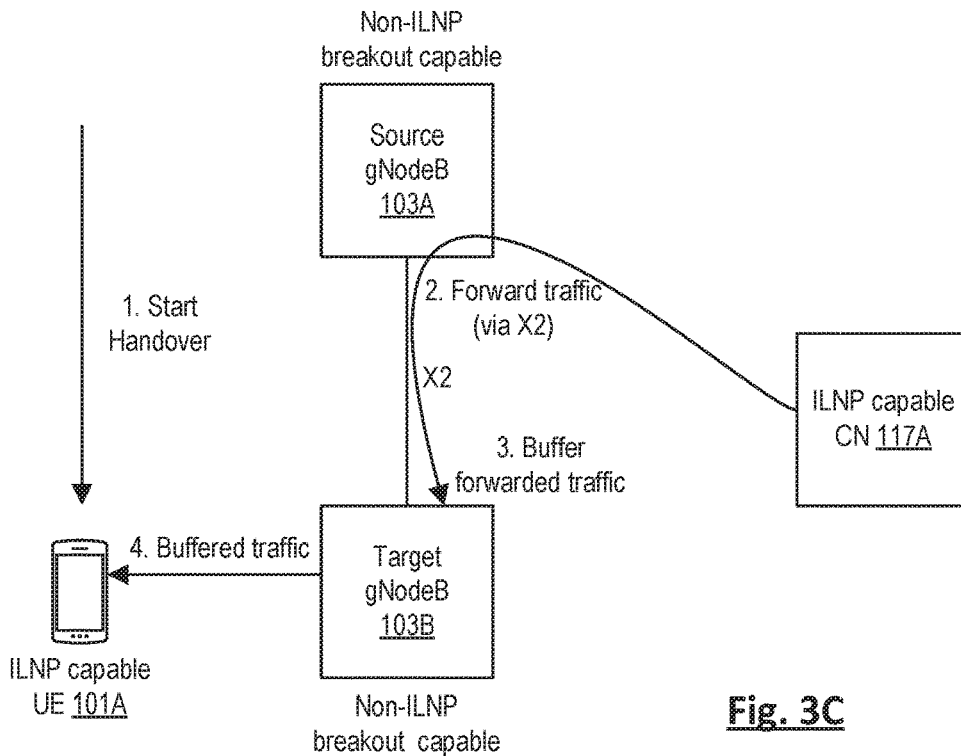 Non-ILNP
breakout capable
Source
gNodeB
103A
1. Start
Handover
2. Forward traffic
(via X2)
X2
ILNP capable
CN 117A
3. Buffer
forwarded traffic
4. Buffered traffic
Target
gNodeB
103B
ILNP capable
UE 101A
Non-ILNP
breakout capable
Fig. 3C